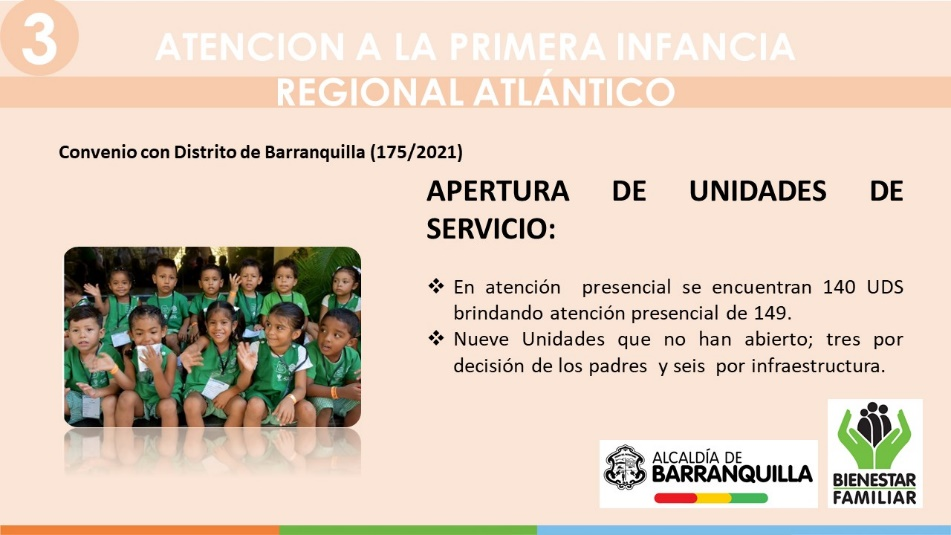 3
ATENCION A LA PRIMERA INFANCIA
REGIONAL ATLÁNTICO
Convenio con Distrito de Barranquilla (175/2021)
APERTURA DE UNIDADES DE
SERVICIO:
❖ En atención presencial se encuentran 140 UDS
brindando atención presencial de 149.
❖ Nueve Unidades que no han abierto; tres por
decisión de los padres y seis por infraestructura.
ALCALDÍA DE
BARRANQUILLA
BIENESTAR
FAMILIAR